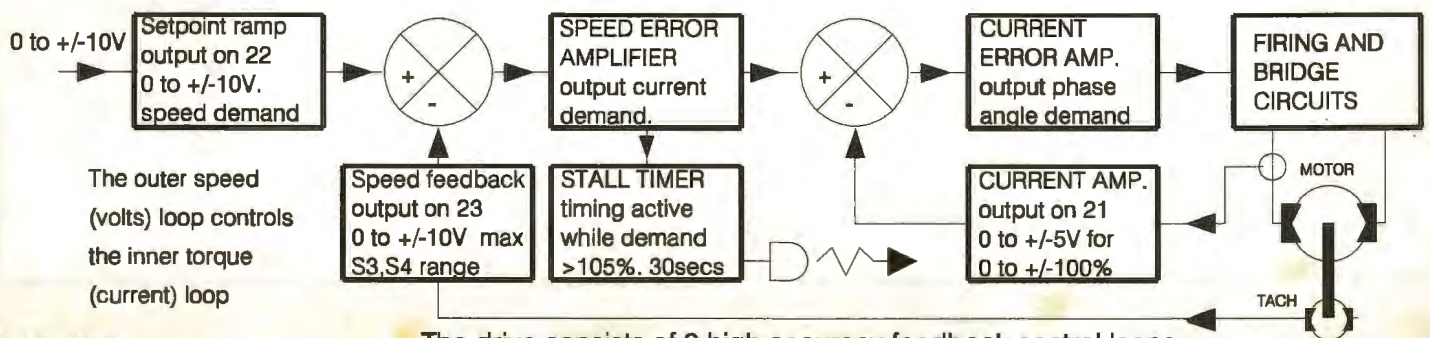 0 to +/-10V
Setpoint ramp
output on 22
0 to +/-10V.
speed demand
+
-
SPEED ERROR
AMPLIFIER
output current
demand.
+
-
CURRENT
ERROR AMP.
output phase
angle demand
FIRING AND
BRIDGE
CIRCUITS
The outer speed
(volts) loop controls
the inner torque
(current) loop
Speed feedback
output on 23
0 to +/-10V max
S3,S4 range
STALL TIMER
timing active
while demand
>105%. 30secs
CURRENT AMP.
output on 21
0 to +/-5V for
0 to +/-100%
MOTOR
TACH